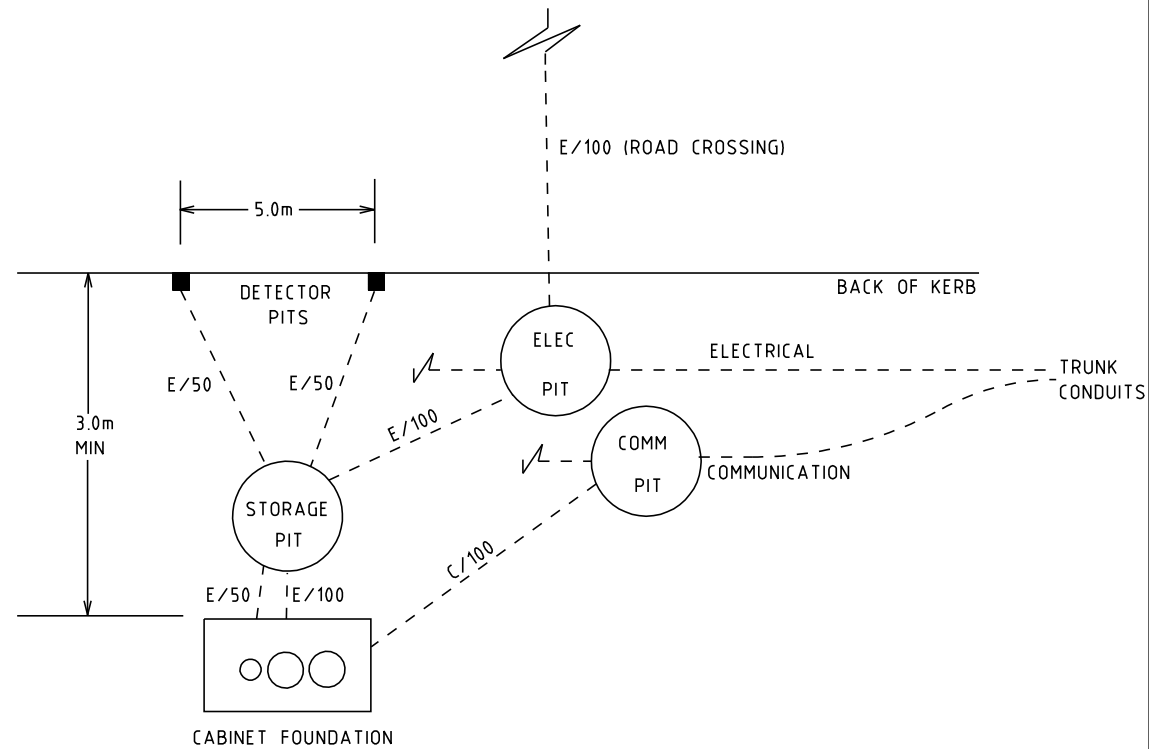 E/100 (ROAD CROSSING)
5.0m
DETECTOR
PITS
BACK OF KERB
ELEC
PIT
ELECTRICAL
TRUNK
CONDUITS
E/50
E/50
E/100
3.0m
MIN
COMM
PIT
COMMUNICATION
STORAGE
PIT
C/100
E/50
E/100
CABINET FOUNDATION